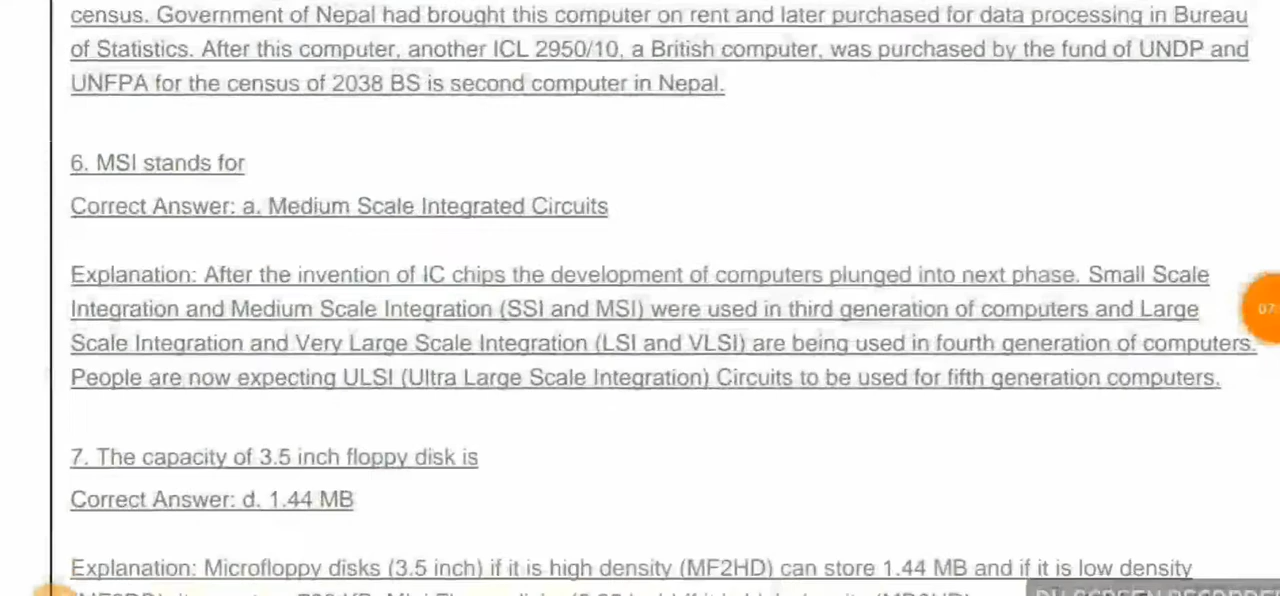 census. Government of Nepal had brought this computer on rent and later purchased for data processing in Bureau
of Statistics. After this computer, another ICL 2950/10, a British computer, was purchased by the fund of UNDP and
UNFPA for the census of 2038 BS is second computer in Nepal.
6. MSI stands for
Correct Answer: a. Medium Scale Integrated Circuits
Explanation: After the invention of IC chips the development of computers plunged into next phase. Small Scale
Integration and Medium Scale Integration (SSI and MSI) were used in third generation of computers and Large
Scale Integration and Very Large Scale Integration (LSI and VLSI) are being used in fourth generation of computers.
People are now expecting ULSI (Ultra Large Scale Integration) Circuits to be used for fifth generation computers.
07:
7. The capacity of 3.5 inch floppy disk is
Correct Answer: d. 1.44 MB
Explanation: Microfloppy disks (3.5 inch) if it is high density (MF2HD) can store 1.44 MB and if it is low density